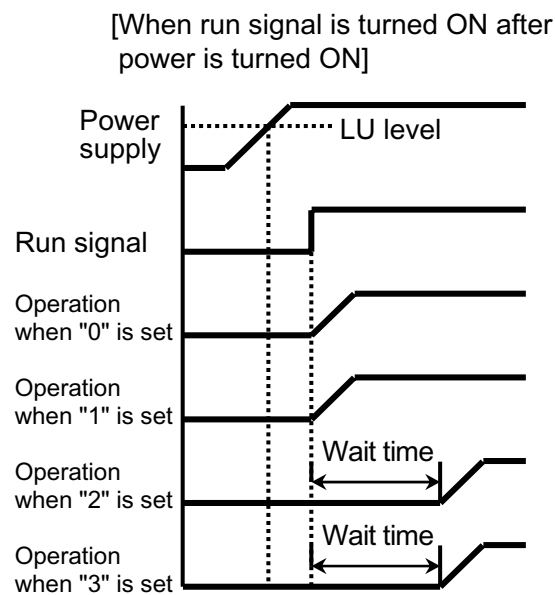 [When run signal is turned ON after
power is turned ON]
Power
supply
LU level
Run signal
Operation
when "0" is set
Operation
when "1" is set
Wait time
Operation
when "2" is set
Wait time
Operation
when "3" is set